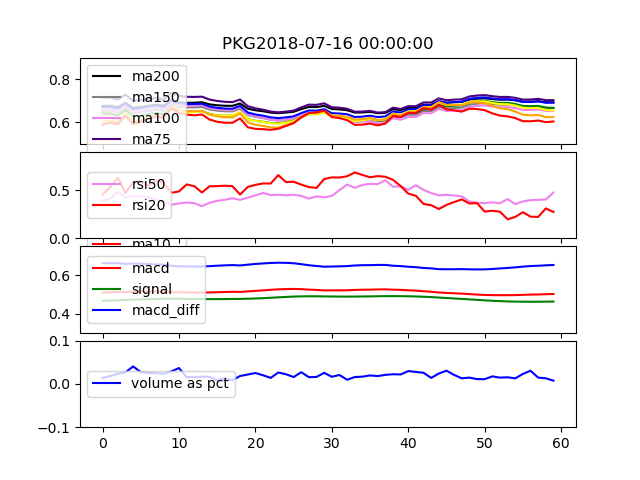 PKG2018-07-16 00:00:00
0.8
0.6
ma200
ma150
ma100
ma75
0.5
0.0
rsi50
rsi20
ma10
0.6
0.4
macd
signal
macd_diff
0.1
0.0
−0.1
volume as pct
0 10 20 30 40 50 60